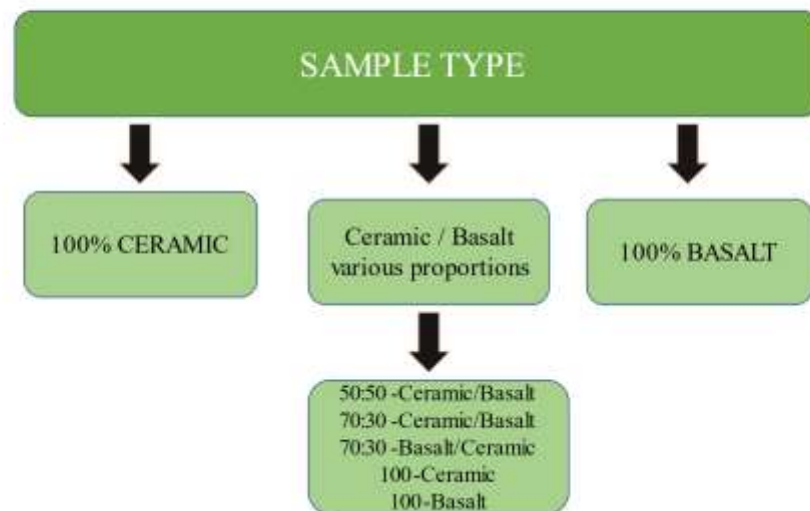 SAMPLE TYPE
100% CERAMIC
Ceramic / Basalt
various proportions
100% BASALT
50:50 -Ceramic/Basalt
70:30 -Ceramic/Basalt
70:30 -Basalt/Ceramic
100-Ceramic
100-Basalt